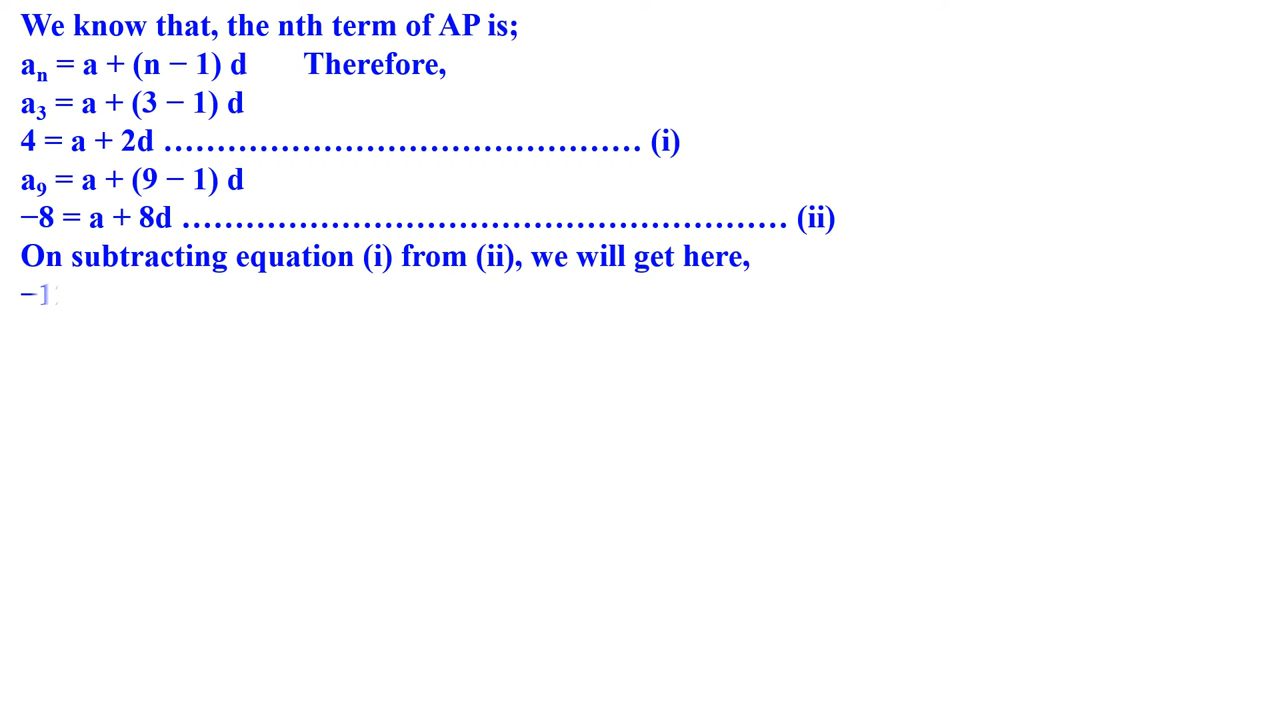 We know that, the nth term of AP is;
aₙ = a + (n − 1) d Therefore,
a₃ = a + (3 − 1) d
4 = a + 2d ………………………………………… (i)
a₉ = a + (9 − 1) d
−8 = a + 8d …………………………………………………… (ii)
On subtracting equation (i) from (ii), we will get here,